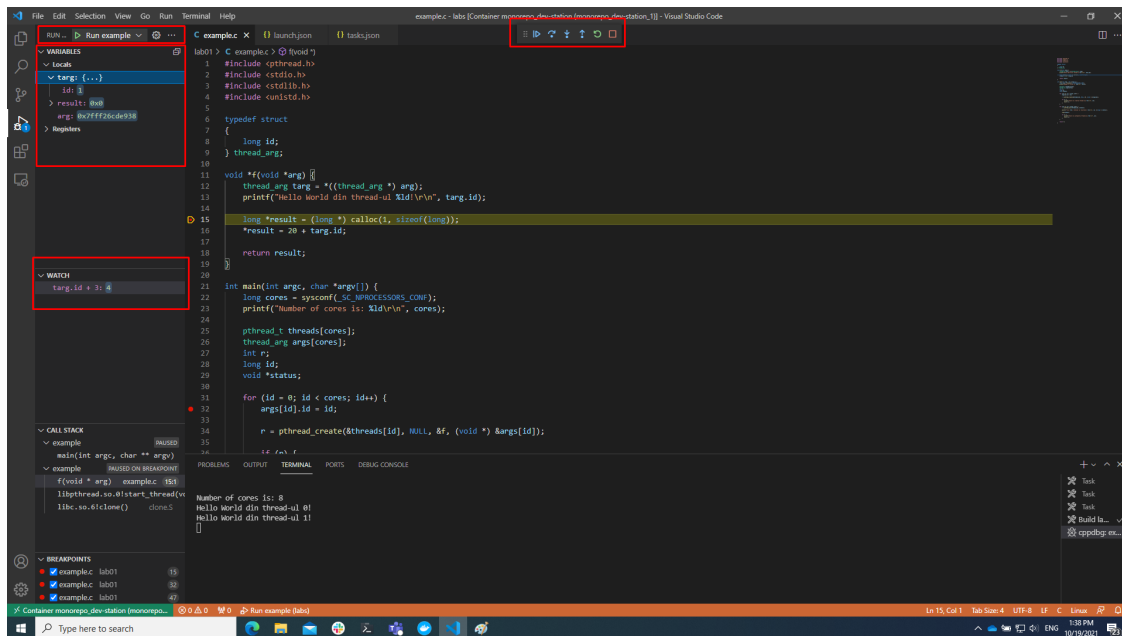 File Edit Selection View Go Run Terminal Help
example.c - labs [Container monorepo_dev-station (monorepo_dev-station_1)] - Visual Studio Code
RUN ... Run example
VARIABLES
Locals
targ: {...}
id: 1
result: 0x0
arg: 0x7fff26cde938
Registers
WATCH
targ.id + 3: 4
CALL STACK
example PAUSED
main(int argc, char ** argv)
example PAUSED ON BREAKPOINT
f(void * arg) example.c 15:1
libpthread.so.0!start_thread(vo
libc.so.6!clone() clone.S
BREAKPOINTS
example.c lab01 15
example.c lab01 32
example.c lab01 47
example.c launch.json tasks.json
lab01 > C example.c > f(void *)
1 #include <pthread.h>
2 #include <stdio.h>
3 #include <stdlib.h>
4 #include <unistd.h>
5
6 typedef struct
7 {
8 long id;
9 } thread_arg;
10
11 void *f(void *arg) {
12 thread_arg targ = *((thread_arg *) arg);
13 printf("Hello World din thread-ul %ld!\r\n", targ.id);
14
15 long *result = (long *) calloc(1, sizeof(long));
16 *result = 20 + targ.id;
17
18 return result;
19 }
20
21 int main(int argc, char *argv[]) {
22 long cores = sysconf(_SC_NPROCESSORS_CONF);
23 printf("Number of cores is: %ld\r\n", cores);
24
25 pthread_t threads[cores];
26 thread_arg args[cores];
27 int r;
28 long id;
29 void *status;
30
31 for (id = 0; id < cores; id++) {
32 args[id].id = id;
33
34 r = pthread_create(&threads[id], NULL, &f, (void *) &args[id]);
35
36 if (r) {
PROBLEMS OUTPUT TERMINAL PORTS DEBUG CONSOLE
Number of cores is: 8
Hello World din thread-ul 0!
Hello World din thread-ul 1!
Task
Task
Task
Build la...
cppdbg: ex...
Container monorepo_dev-station (monorepo... 0 0 0 Run example (labs)
Ln 15, Col 1 Tab Size: 4 UTF-8 LF C Linux
Type here to search
ENG
1:38 PM
10/19/2021
23